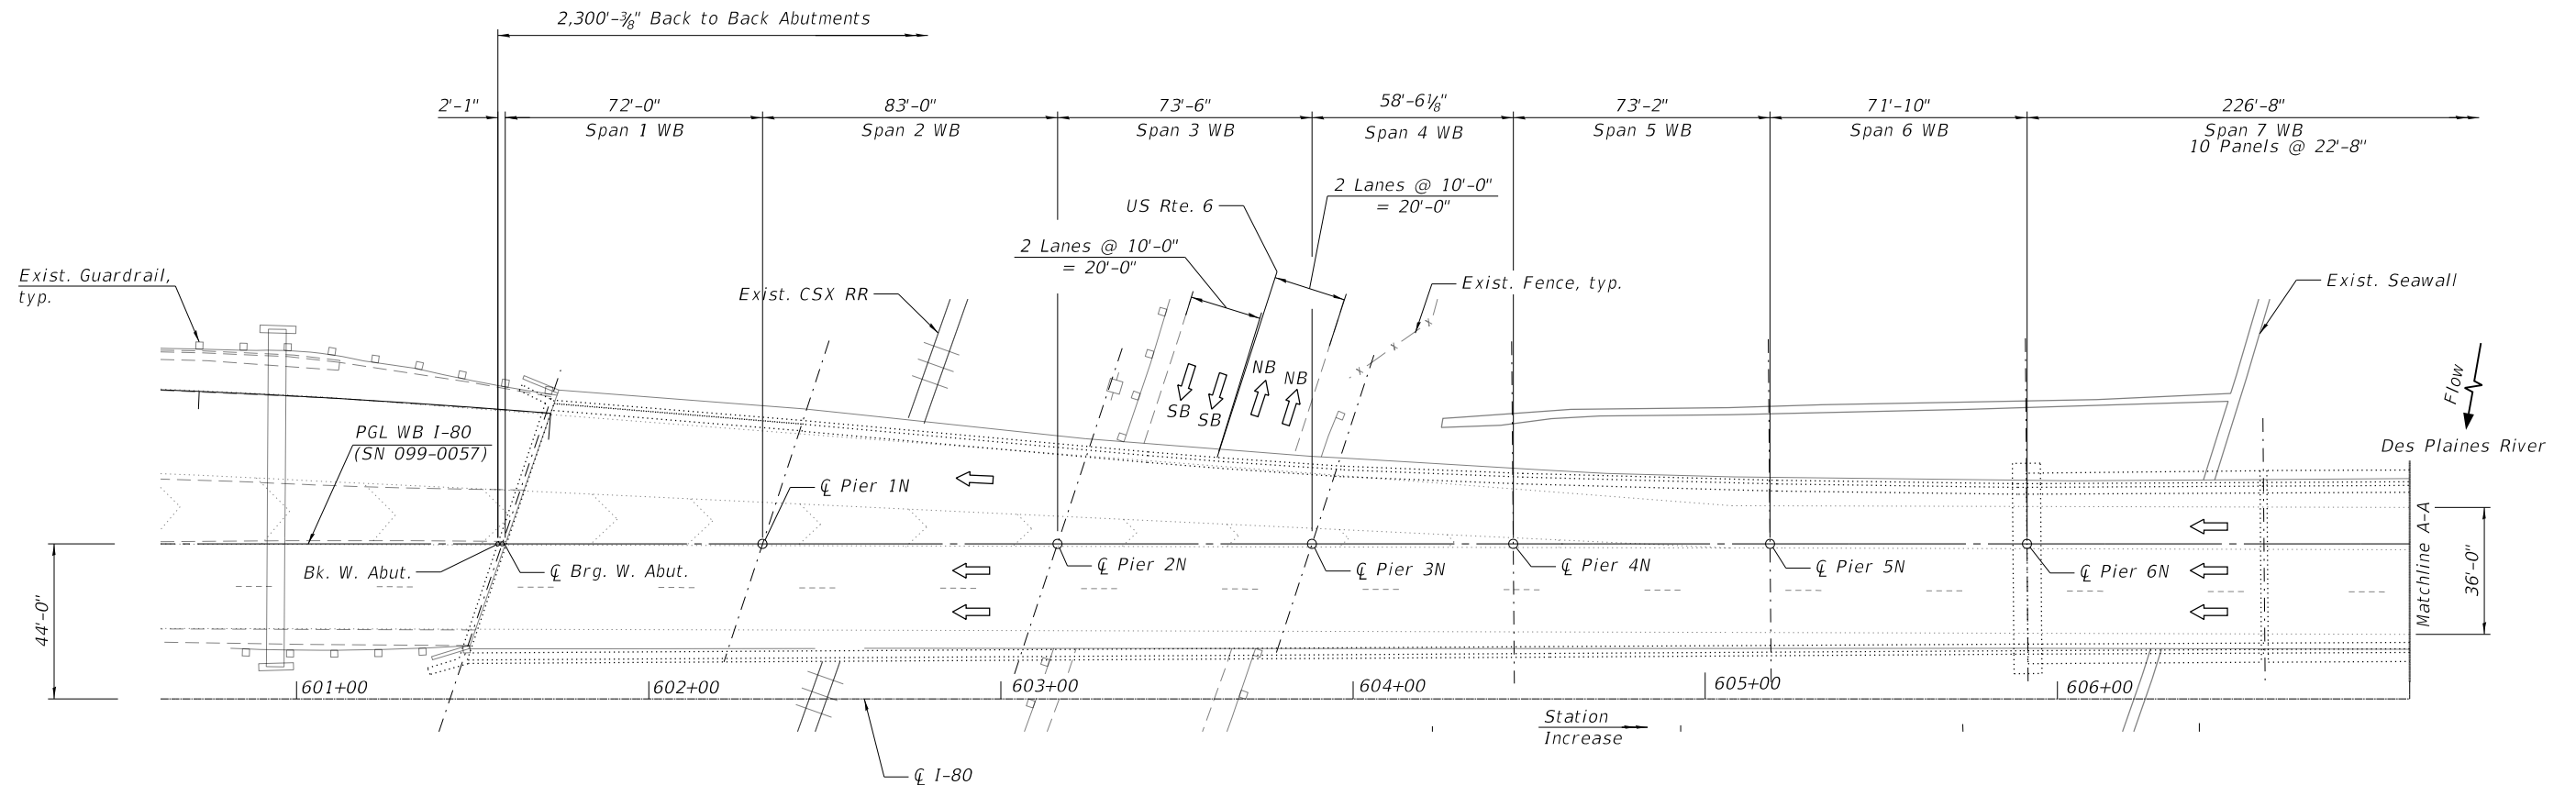 2,300'-⅜" Back to Back Abutments
2'-1"
72'-0"
83'-0"
73'-6"
58'-6⅛"
73'-2"
71'-10"
226'-8"
Span 1 WB
Span 2 WB
Span 3 WB
Span 4 WB
Span 5 WB
Span 6 WB
Span 7 WB
10 Panels @ 22'-8"
2 Lanes @ 10'-0"
= 20'-0"
US Rte. 6
2 Lanes @ 10'-0"
= 20'-0"
Exist. Guardrail,
typ.
Exist. CSX RR
Exist. Fence, typ.
Exist. Seawall
NB
NB
SB
SB
Flow
Des Plaines River
PGL WB I-80
(SN 099-0057)
℄ Pier 1N
Bk. W. Abut.
℄ Brg. W. Abut.
℄ Pier 2N
℄ Pier 3N
℄ Pier 4N
℄ Pier 5N
℄ Pier 6N
Matchline A-A
36'-0"
44'-0"
601+00
602+00
603+00
604+00
605+00
606+00
Station
Increase
℄ I-80